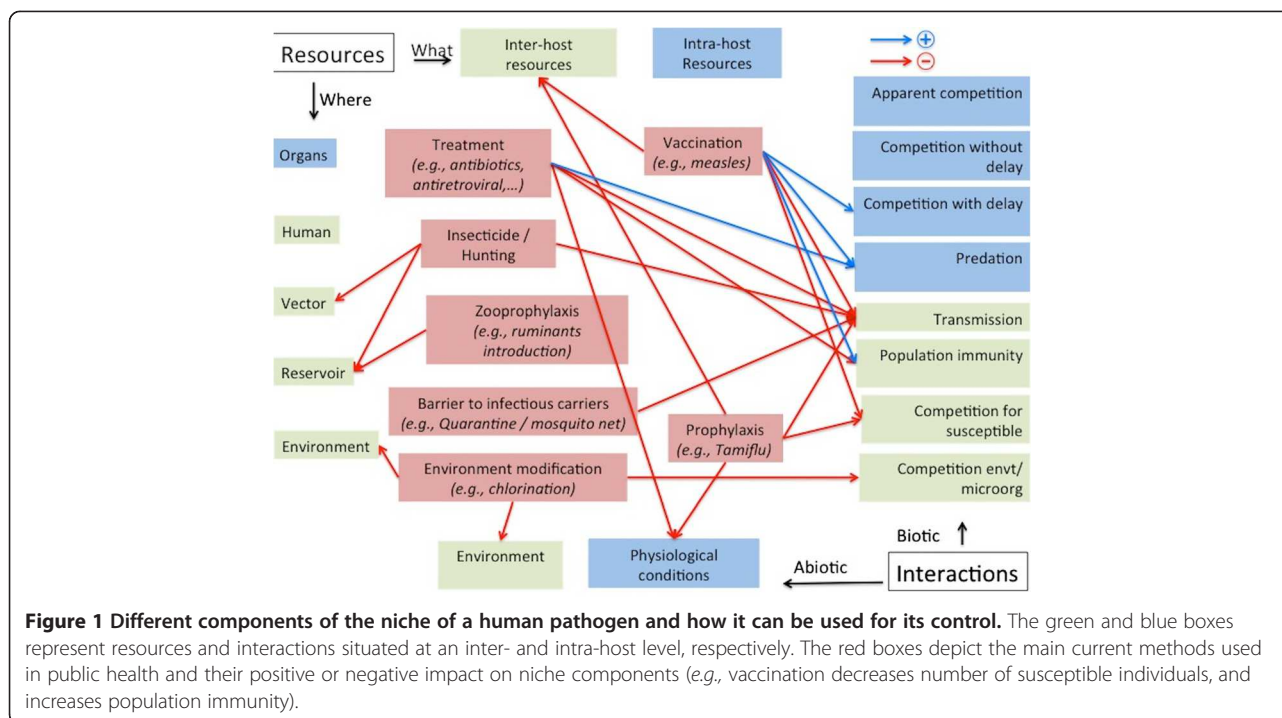 Resources
What
Inter-host
resources
Intra-host
Resources
+
−
Where
Apparent competition
Organs
Treatment
(e.g., antibiotics,
antiretroviral,...)
Vaccination
(e.g., measles)
Competition without
delay
Competition with delay
Human
Insecticide /
Hunting
Predation
Vector
Zooprophylaxis
(e.g., ruminants
introduction)
Transmission
Reservoir
Population immunity
Barrier to infectious carriers
(e.g., Quarantine / mosquito net)
Prophylaxis
(e.g., Tamiflu)
Competition for
susceptible
Environment
Environment modification
(e.g., chlorination)
Competition envt/
microorg
Environment
Physiological
conditions
Biotic
Abiotic
Interactions
Figure 1 Different components of the niche of a human pathogen and how it can be used for its control. The green and blue boxes
represent resources and interactions situated at an inter- and intra-host level, respectively. The red boxes depict the main current methods used
in public health and their positive or negative impact on niche components (e.g., vaccination decreases number of susceptible individuals, and
increases population immunity).